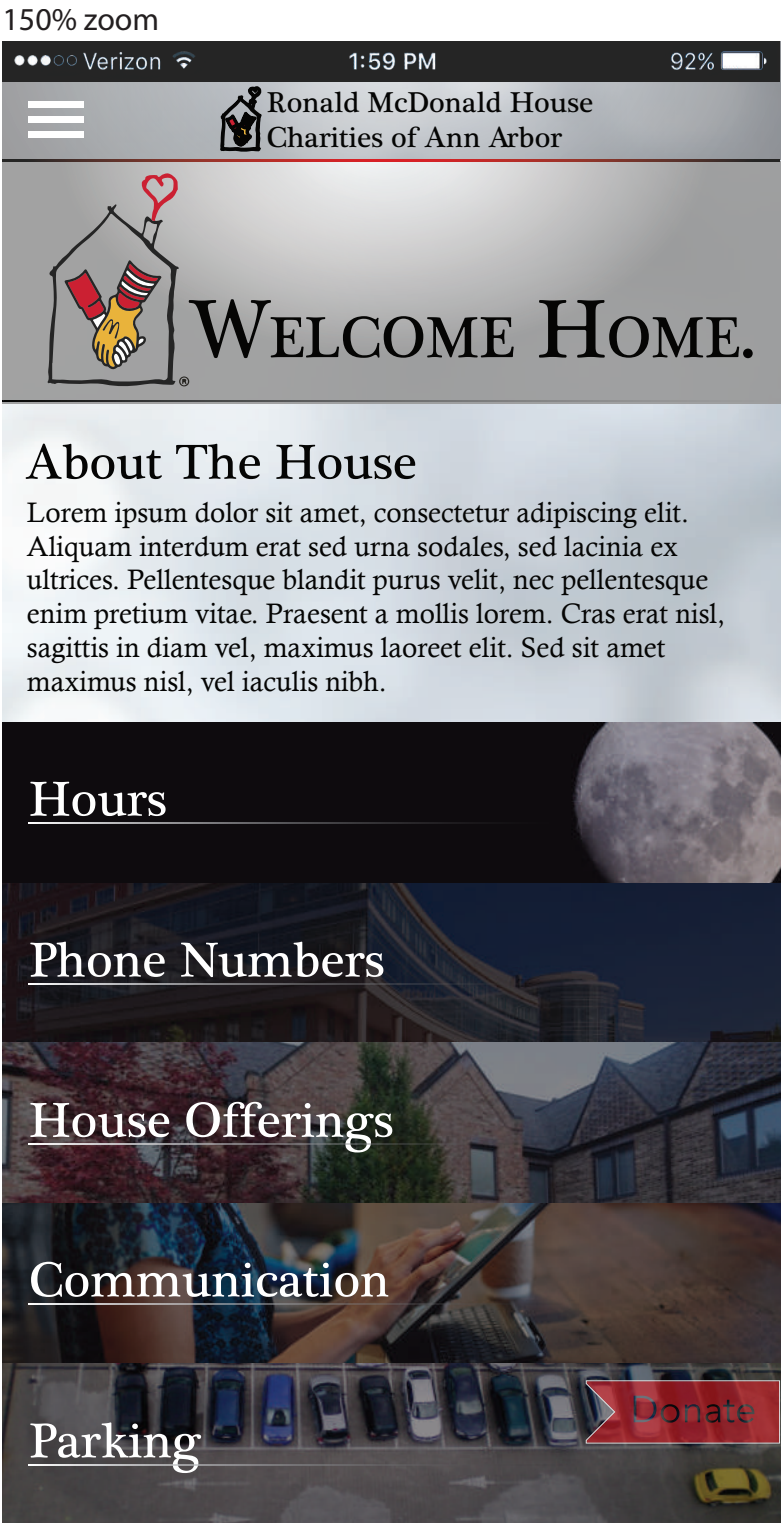 150% zoom
Verizon 1:59 PM 92%
Ronald McDonald House
Charities of Ann Arbor
WELCOME HOME.
®
About The House
Lorem ipsum dolor sit amet, consectetur adipiscing elit.
Aliquam interdum erat sed urna sodales, sed lacinia ex
ultrices. Pellentesque blandit purus velit, nec pellentesque
enim pretium vitae. Praesent a mollis lorem. Cras erat nisl,
sagittis in diam vel, maximus laoreet elit. Sed sit amet
maximus nisl, vel iaculis nibh.
Hours
Phone Numbers
House Offerings
Communication
Donate
Parking